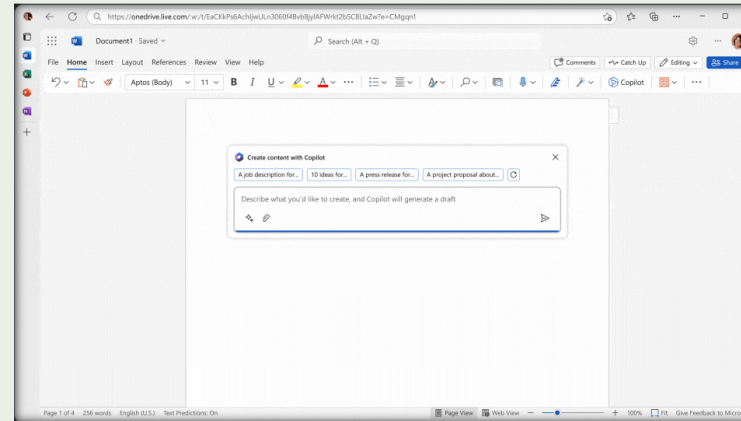 https://onedrive.live.com/:w:/t/EaCKkPs6AchIjwULn3060f4Bvb8jylAFWrkt2bSC8LIaZw?e=CMgqn1
Document1 - Saved
Search (Alt + Q)
File Home Insert Layout References Review View Help
Comments Catch Up Editing Share
Aptos (Body) 11 B I U A Copilot
Create content with Copilot
A job description for... 10 ideas for... A press release for... A project proposal about...
Describe what you'd like to create, and Copilot will generate a draft
Page 1 of 4 256 words English (U.S.) Text Predictions: On Page View Web View 100% Fit Give Feedback to Micro